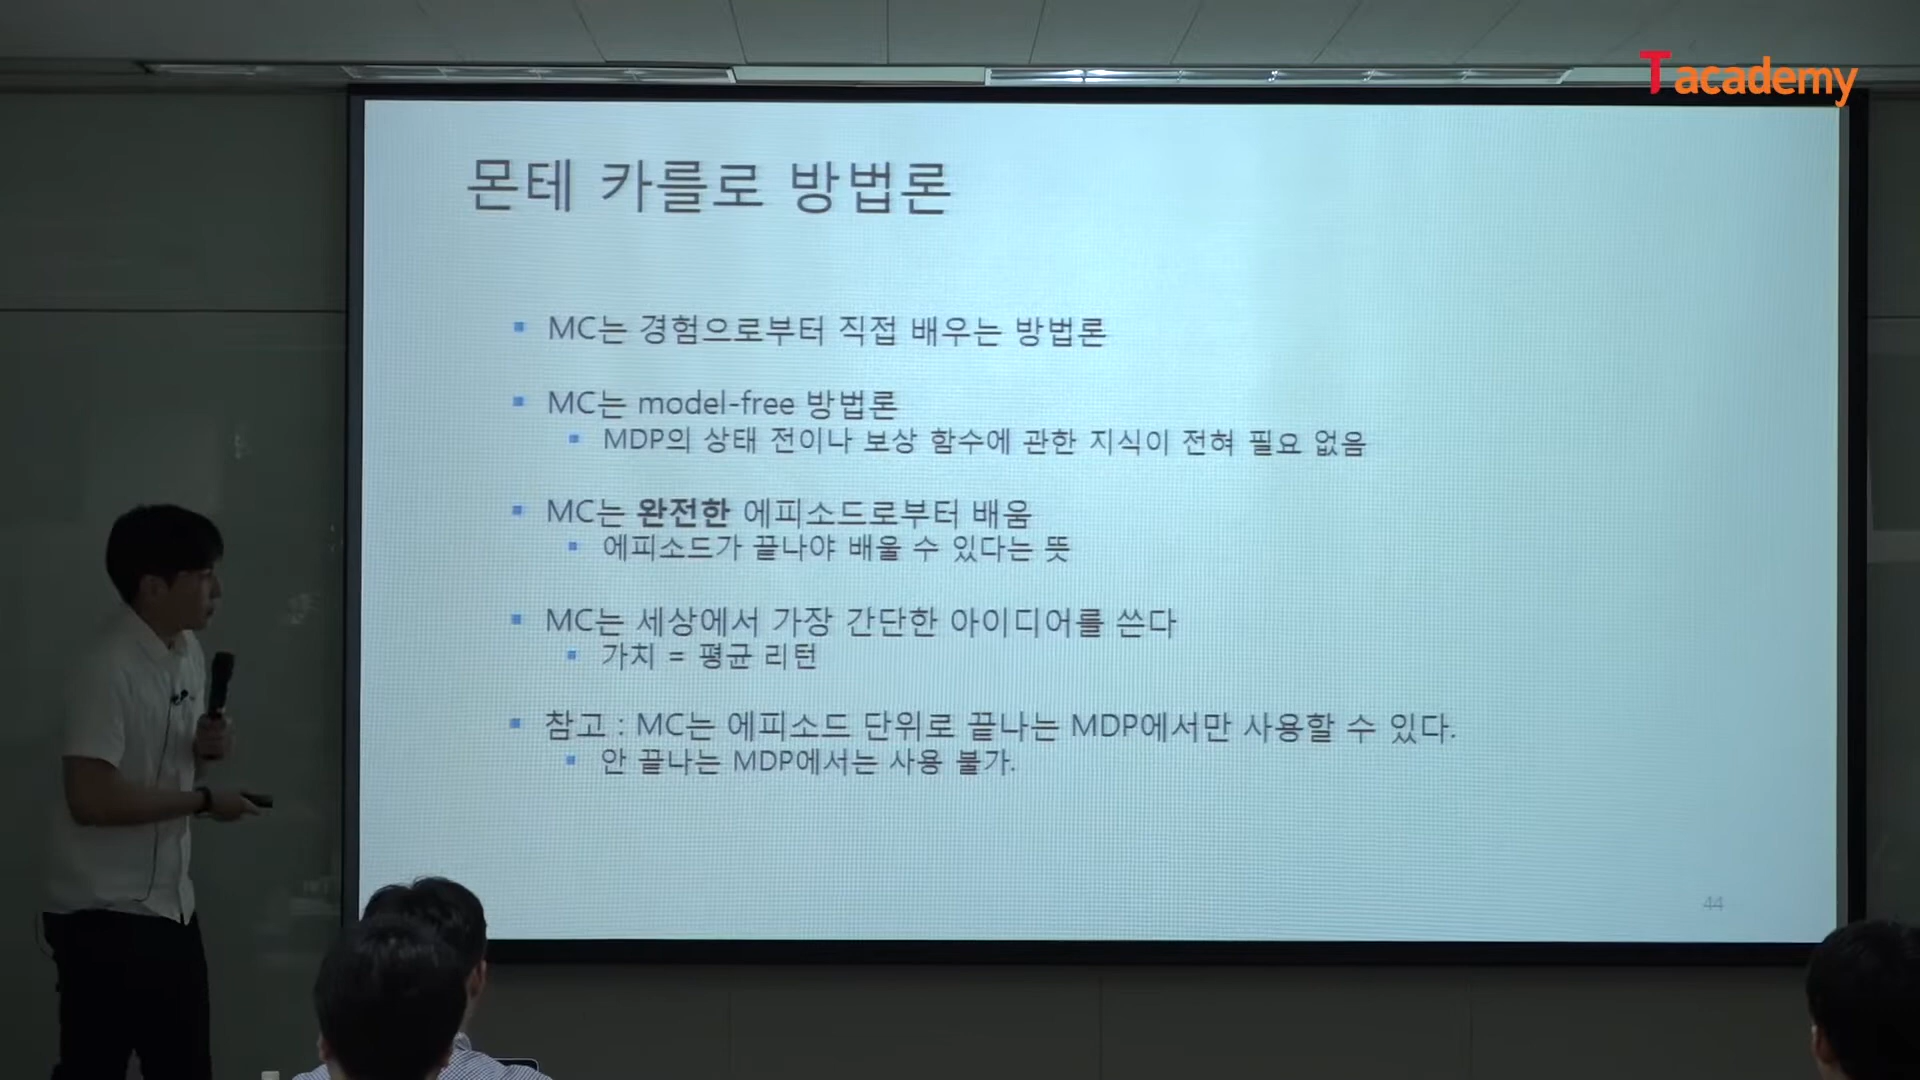 T academy
몬테 카를로 방법론
MC는 경험으로부터 직접 배우는 방법론
MC는 model-free 방법론
MDP의 상태 전이나 보상 함수에 관한 지식이 전혀 필요 없음
MC는 완전한 에피소드로부터 배움
에피소드가 끝나야 배울 수 있다는 뜻
MC는 세상에서 가장 간단한 아이디어를 쓴다
가치 = 평균 리턴
참고 : MC는 에피소드 단위로 끝나는 MDP에서만 사용할 수 있다.
안 끝나는 MDP에서는 사용 불가.
44